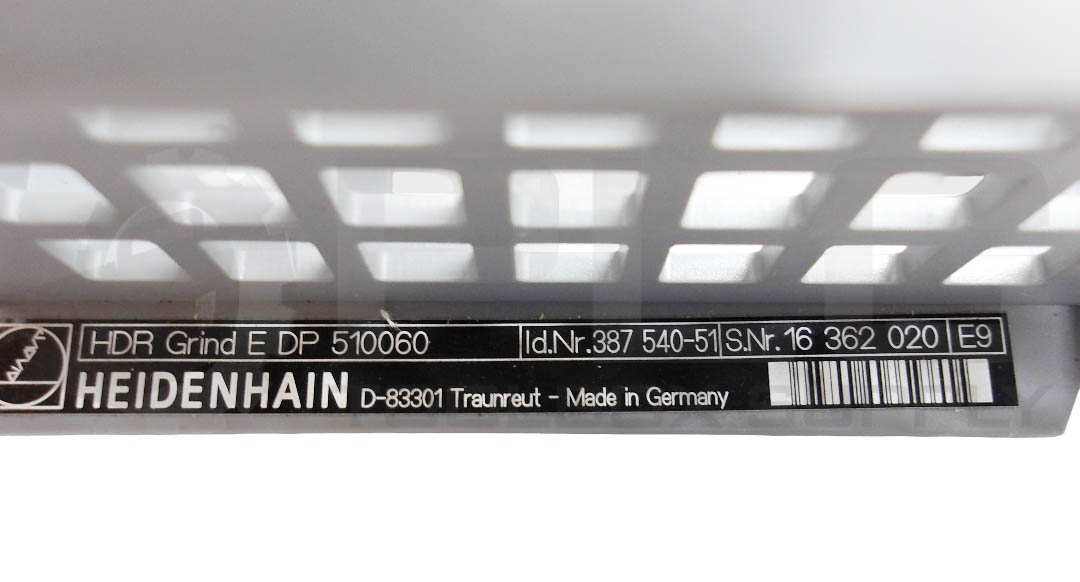 HDR Grind E DP 510060 Id.Nr.387 540-51 S.Nr. 16 362 020 E9
HEIDENHAIN D-83301 Traunreut - Made in Germany